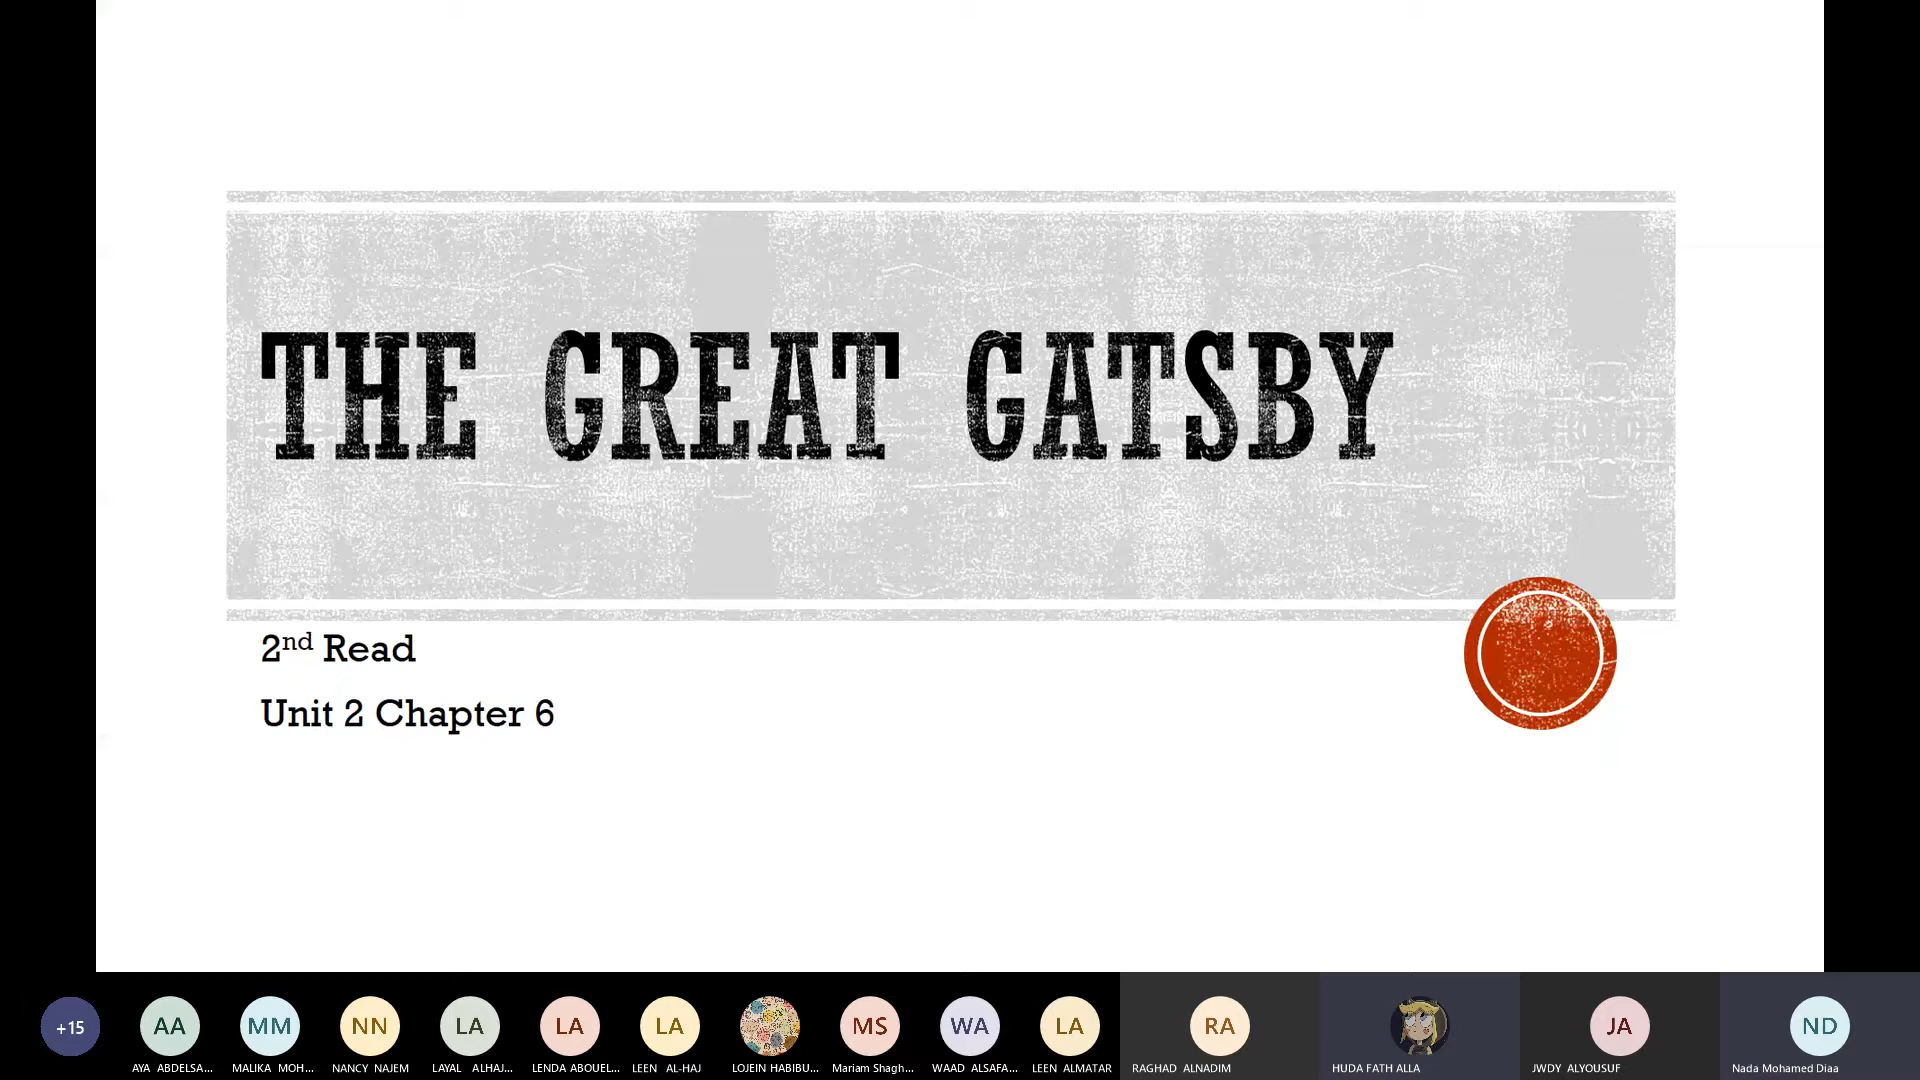 THE GREAT GATSBY
2nd Read
Unit 2 Chapter 6
+15
AA
MM
NN
LA
LA
LA
MS
WA
LA
RA
JA
ND
AYA ABDELSA...
MALIKA MOH...
NANCY NAJEM
LAYAL ALHAJ...
LENDA ABOUEL...
LEEN AL-HAJ
LOJEIN HABIBU...
Mariam Shagh...
WAAD ALSAFA...
LEEN ALMATAR
RAGHAD ALNADIM
HUDA FATH ALLA
JWDY ALYOUSUF
Nada Mohamed Diaa